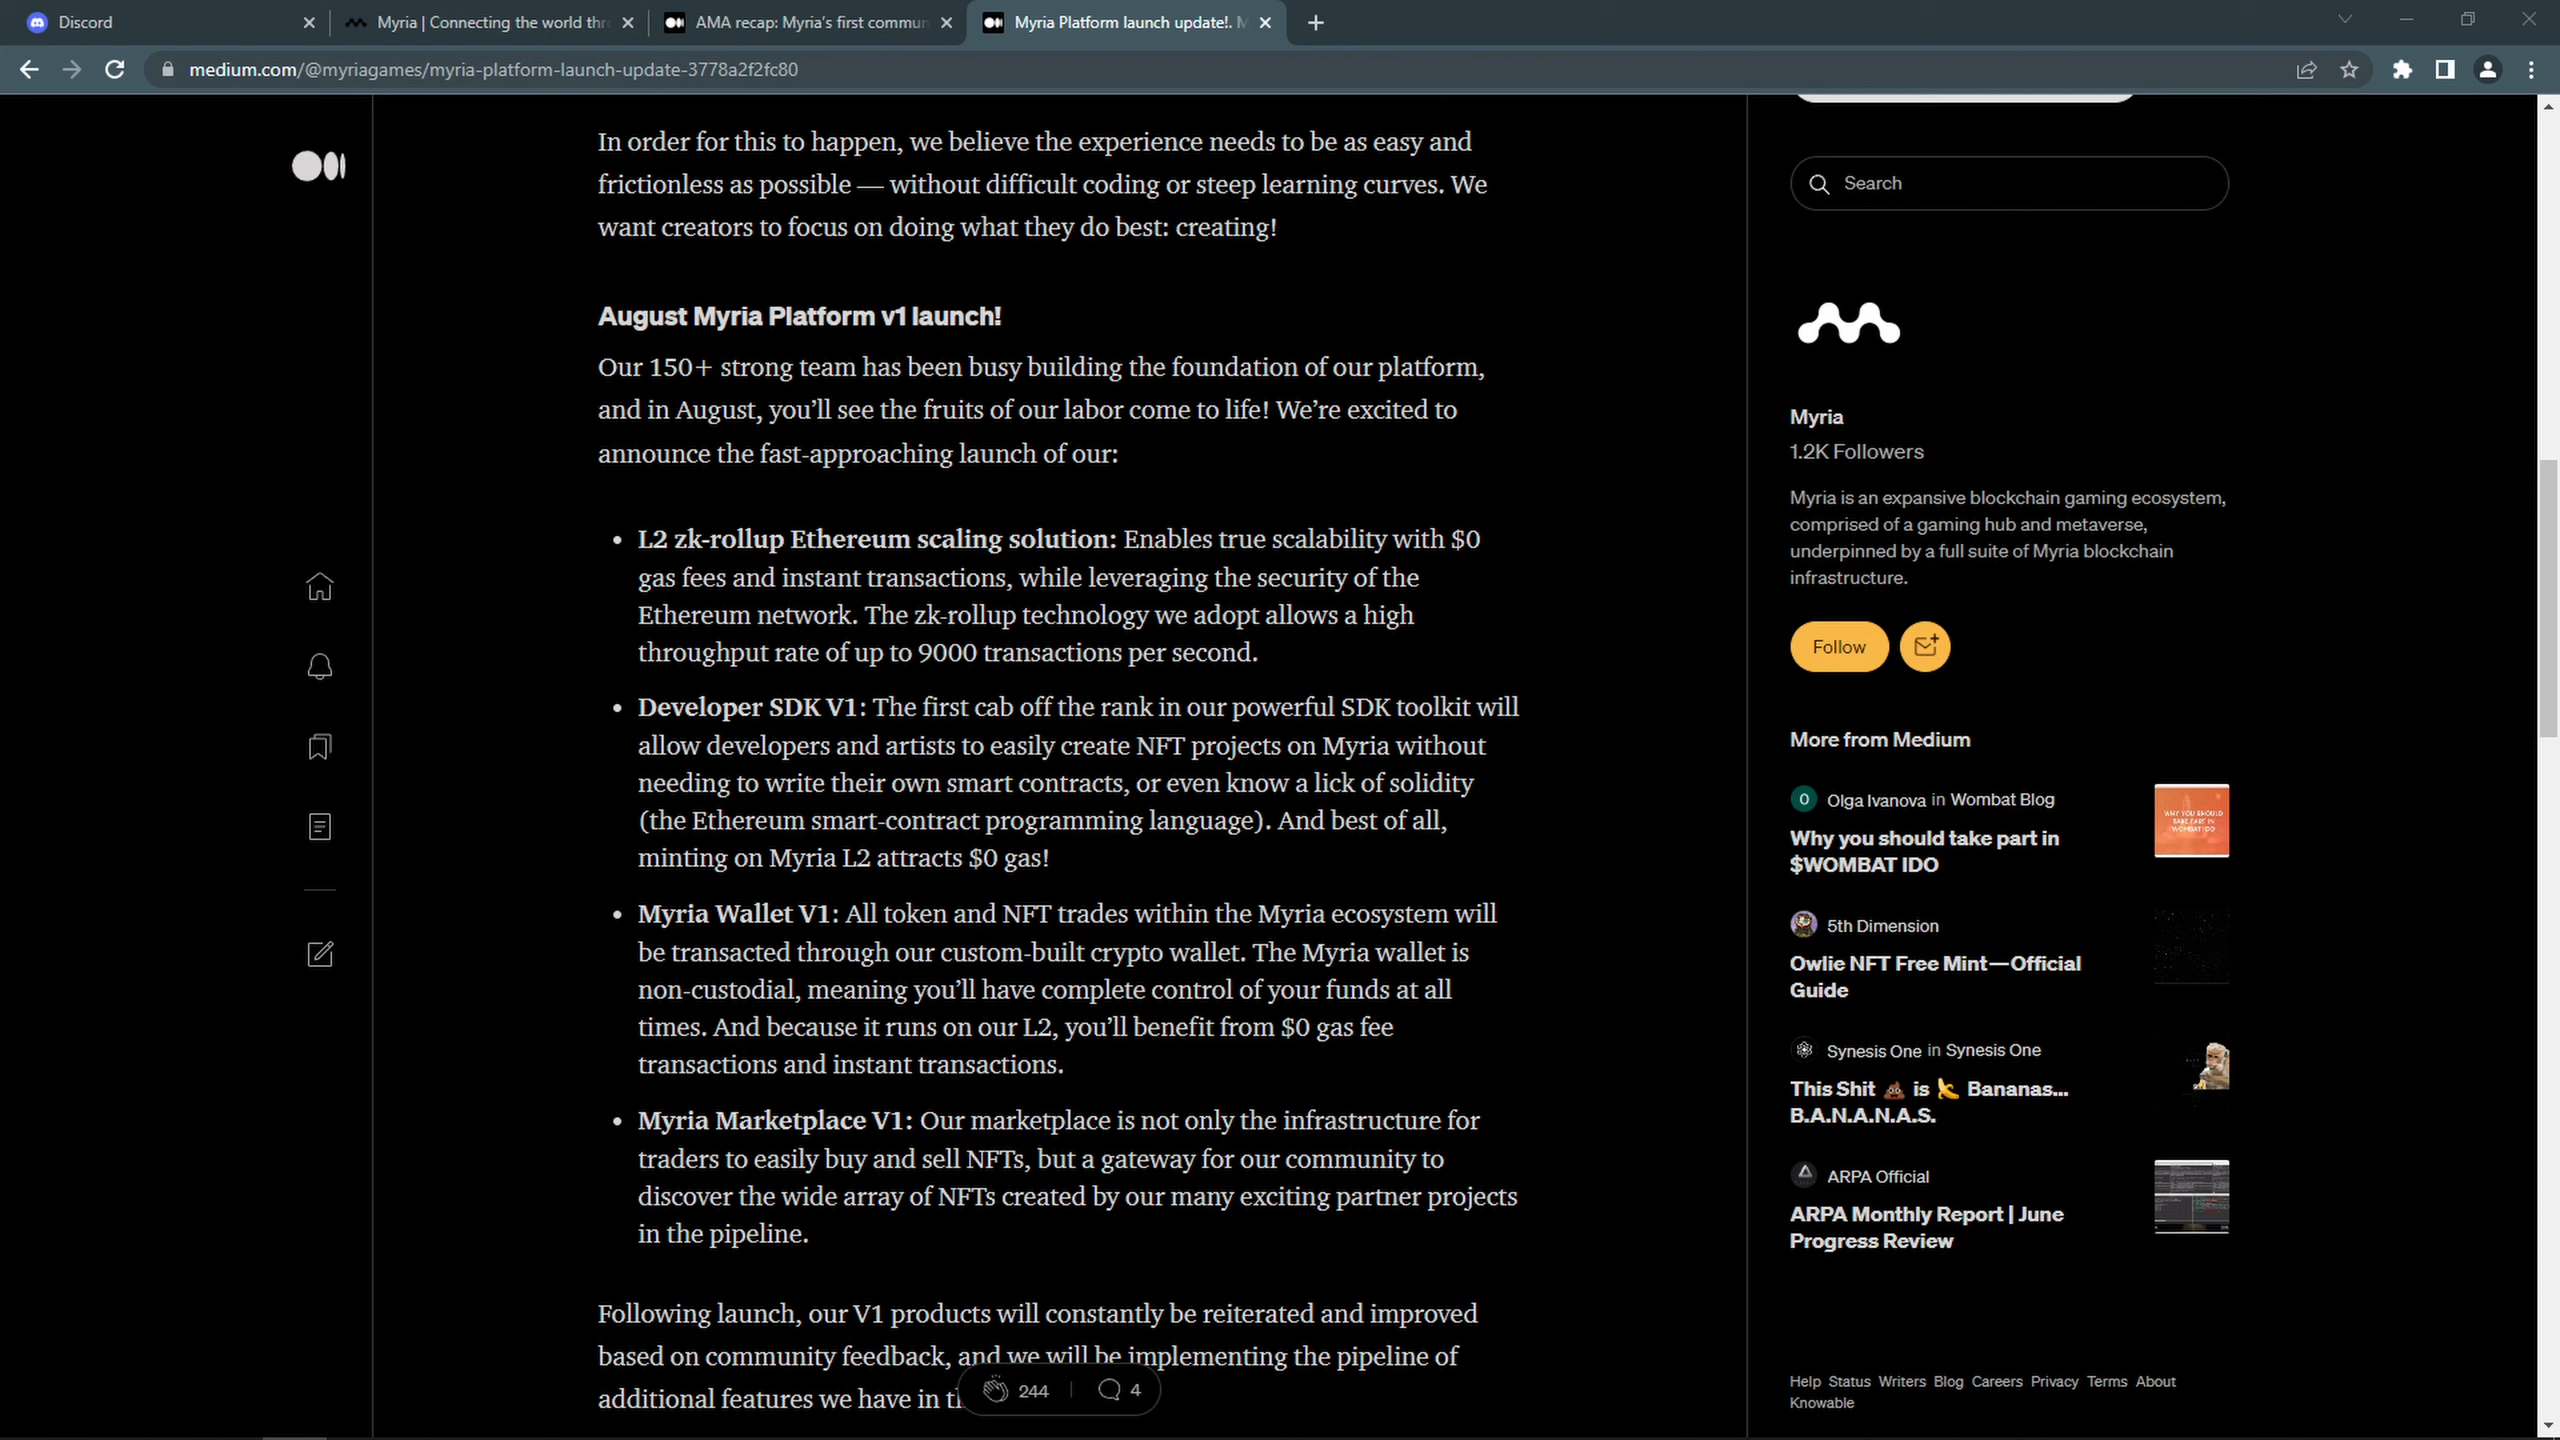 Discord
Myria | Connecting the world thr
AMA recap: Myria's first commun
Myria Platform launch update!. M
medium.com/@myriagames/myria-platform-launch-update-3778a2f2fc80
In order for this to happen, we believe the experience needs to be as easy and
frictionless as possible — without difficult coding or steep learning curves. We
want creators to focus on doing what they do best: creating!
August Myria Platform v1 launch!
Our 150+ strong team has been busy building the foundation of our platform,
and in August, you'll see the fruits of our labor come to life! We're excited to
announce the fast-approaching launch of our:
• L2 zk-rollup Ethereum scaling solution: Enables true scalability with $0
gas fees and instant transactions, while leveraging the security of the
Ethereum network. The zk-rollup technology we adopt allows a high
throughput rate of up to 9000 transactions per second.
• Developer SDK V1: The first cab off the rank in our powerful SDK toolkit will
allow developers and artists to easily create NFT projects on Myria without
needing to write their own smart contracts, or even know a lick of solidity
(the Ethereum smart-contract programming language). And best of all,
minting on Myria L2 attracts $0 gas!
• Myria Wallet V1: All token and NFT trades within the Myria ecosystem will
be transacted through our custom-built crypto wallet. The Myria wallet is
non-custodial, meaning you'll have complete control of your funds at all
times. And because it runs on our L2, you'll benefit from $0 gas fee
transactions and instant transactions.
• Myria Marketplace V1: Our marketplace is not only the infrastructure for
traders to easily buy and sell NFTs, but a gateway for our community to
discover the wide array of NFTs created by our many exciting partner projects
in the pipeline.
Following launch, our V1 products will constantly be reiterated and improved
based on community feedback, and we will be implementing the pipeline of
additional features we have in t
244
4
Search
Myria
1.2K Followers
Myria is an expansive blockchain gaming ecosystem,
comprised of a gaming hub and metaverse,
underpinned by a full suite of Myria blockchain
infrastructure.
Follow
More from Medium
O
Olga Ivanova in Wombat Blog
Why you should take part in
$WOMBAT IDO
WHY YOU SHOULD
TAKE PART IN
WOMBAT IDO
5th Dimension
Owlie NFT Free Mint—Official
Guide
Synesis One in Synesis One
This Shit 💩 is 🍌 Bananas...
B.A.N.A.N.A.S.
ARPA Official
ARPA Monthly Report | June
Progress Review
Help Status Writers Blog Careers Privacy Terms About
Knowable